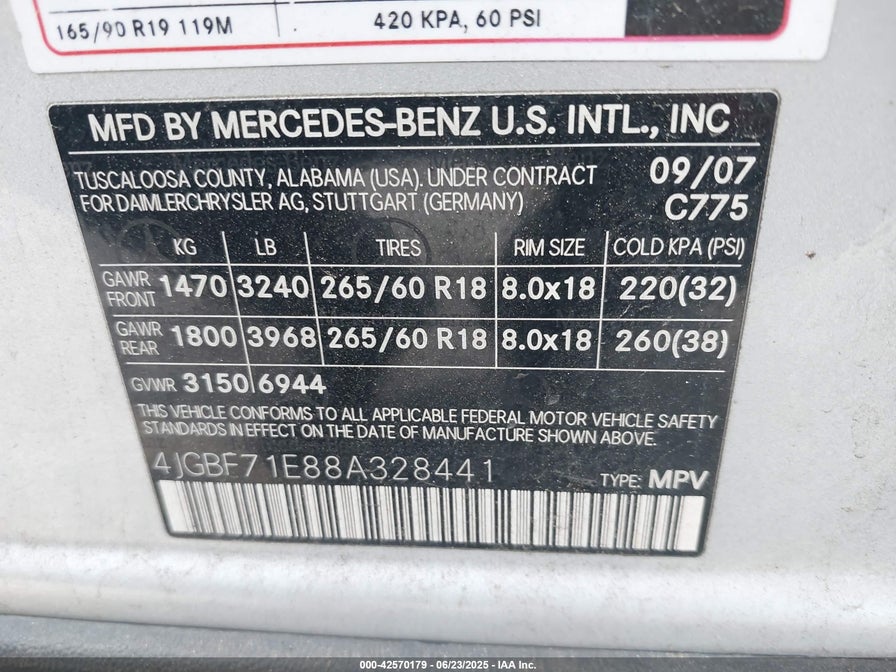 165/90 R19 119M 420 KPA, 60 PSI
MFD BY MERCEDES-BENZ U.S. INTL., INC
TUSCALOOSA COUNTY, ALABAMA (USA). UNDER CONTRACT 09/07
FOR DAIMLERCHRYSLER AG, STUTTGART (GERMANY) C775
KG LB TIRES RIM SIZE COLD KPA (PSI)
GAWR FRONT 1470 3240 265/60 R18 8.0x18 220(32)
GAWR REAR 1800 3968 265/60 R18 8.0x18 260(38)
GVWR 3150 6944
THIS VEHICLE CONFORMS TO ALL APPLICABLE FEDERAL MOTOR VEHICLE SAFETY
STANDARDS IN EFFECT ON THE DATE OF MANUFACTURE SHOWN ABOVE.
4JGBF71E88A328441 TYPE: MPV
000-42570179 - 06/23/2025 - IAA Inc.